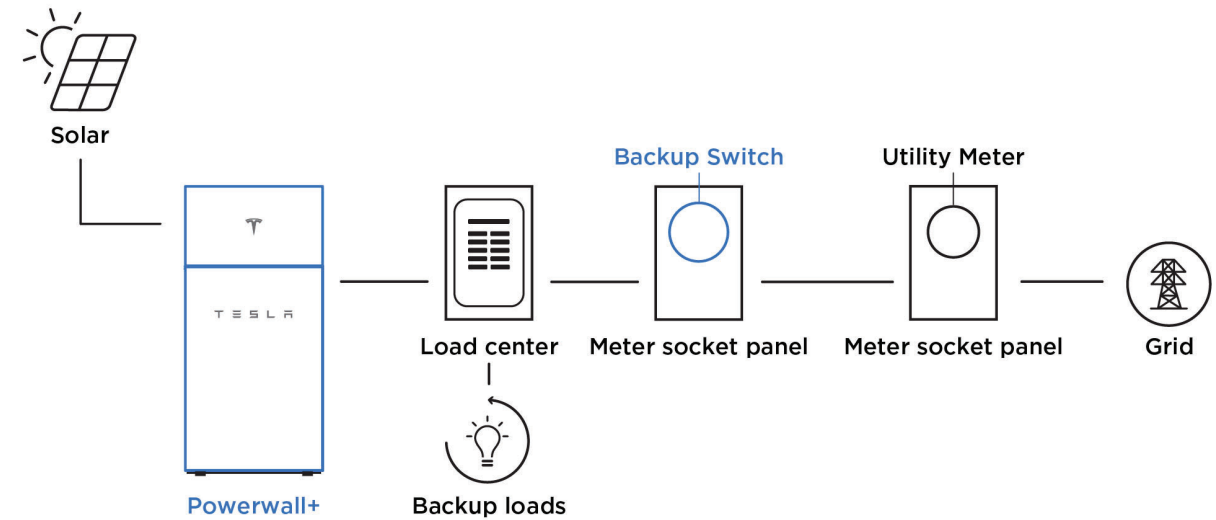 Solar
Backup Switch
Utility Meter
TESLA
Load center
Meter socket panel
Meter socket panel
Grid
Powerwall+
Backup loads